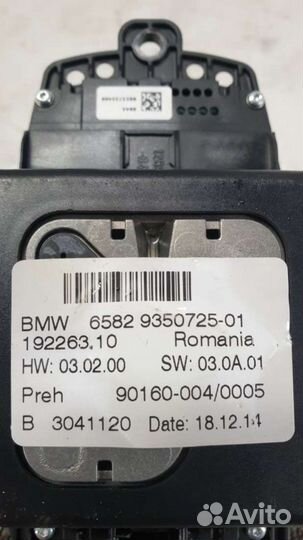 BMW 6582 9350725-01
192263.10 Romania
HW: 03.02.00 SW: 03.0A.01
Preh 90160-004/0005
B 3041120 Date: 18.12.14
Avito